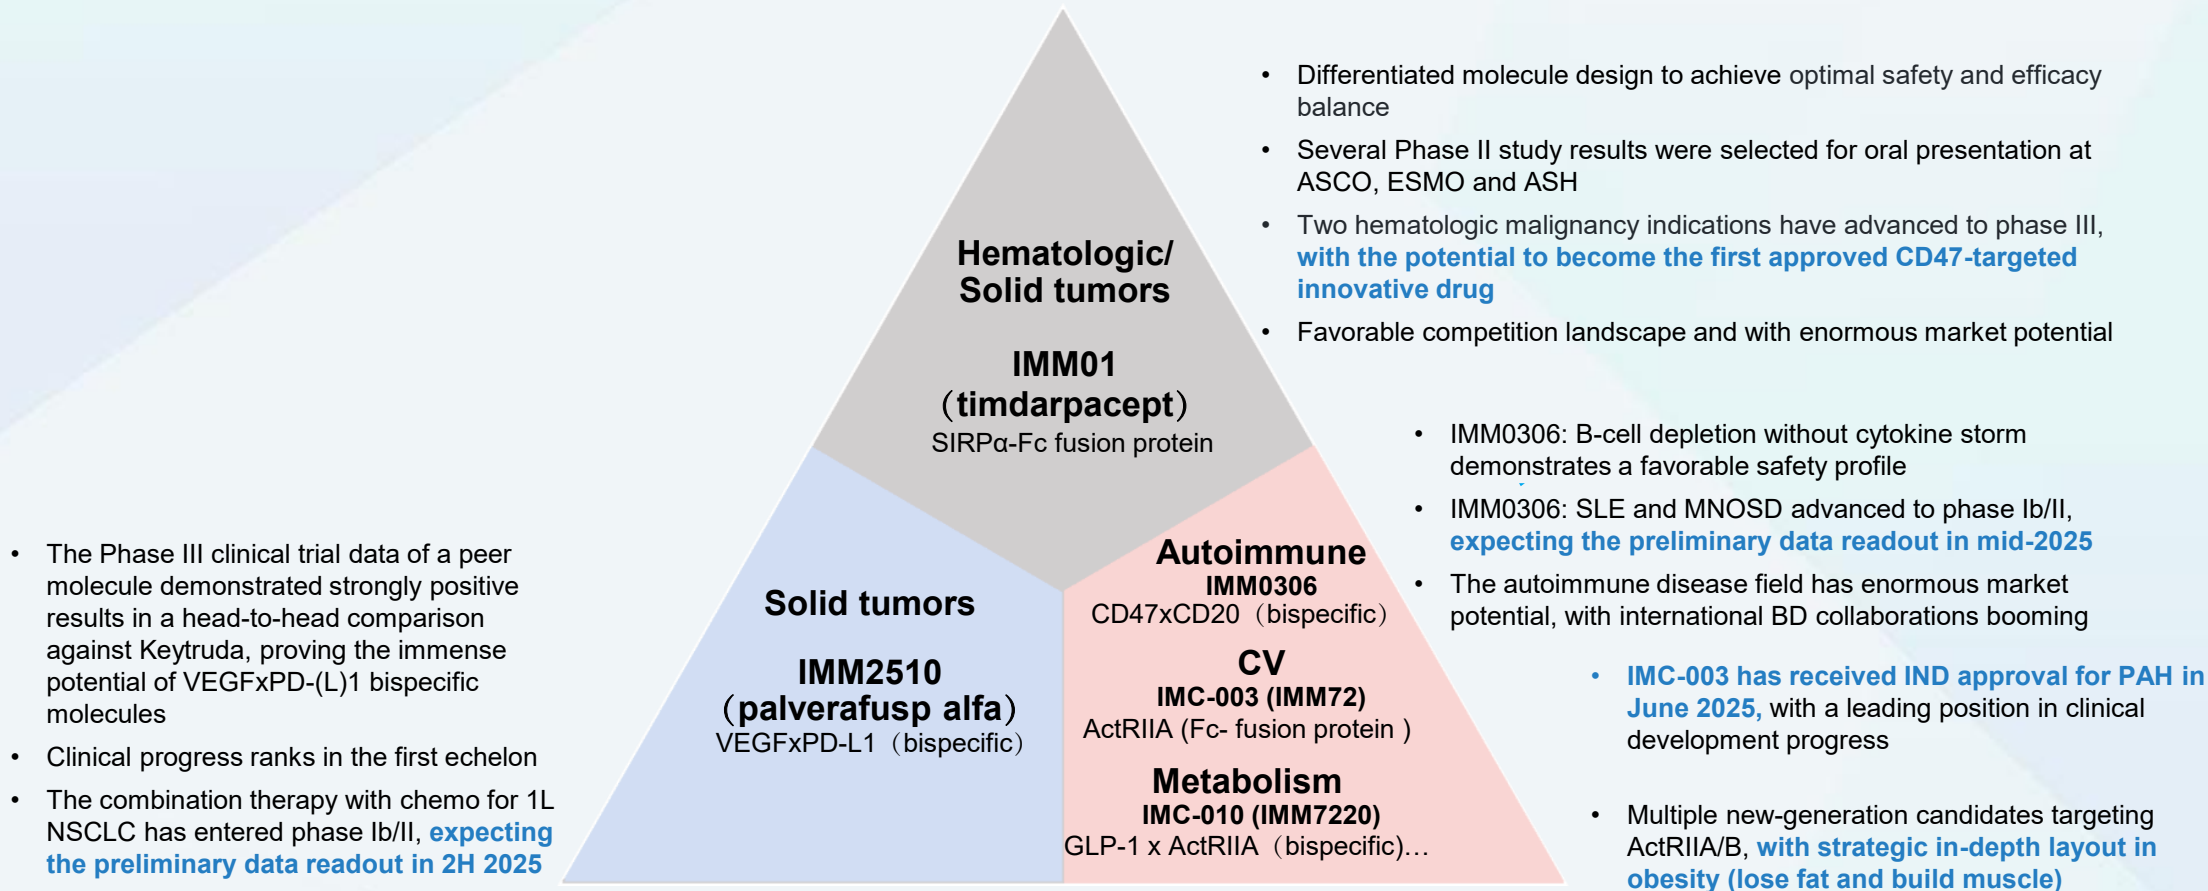 Hematologic/
Solid tumors
IMM01
（timdarpacept）
SIRPα-Fc fusion protein
• Differentiated molecule design to achieve optimal safety and efficacy
balance
• Several Phase II study results were selected for oral presentation at
ASCO, ESMO and ASH
• Two hematologic malignancy indications have advanced to phase III,
with the potential to become the first approved CD47-targeted
innovative drug
• Favorable competition landscape and with enormous market potential
Solid tumors
IMM2510
（palverafusp alfa）
VEGFxPD-L1（bispecific）
• The Phase III clinical trial data of a peer
molecule demonstrated strongly positive
results in a head-to-head comparison
against Keytruda, proving the immense
potential of VEGFxPD-(L)1 bispecific
molecules
• Clinical progress ranks in the first echelon
• The combination therapy with chemo for 1L
NSCLC has entered phase Ib/II, expecting
the preliminary data readout in 2H 2025
Autoimmune
IMM0306
CD47xCD20（bispecific）
CV
IMC-003 (IMM72)
ActRIIA (Fc- fusion protein )
Metabolism
IMC-010 (IMM7220)
GLP-1 x ActRIIA（bispecific)…
• IMM0306: B-cell depletion without cytokine storm
demonstrates a favorable safety profile
• IMM0306: SLE and MNOSD advanced to phase Ib/II,
expecting the preliminary data readout in mid-2025
• The autoimmune disease field has enormous market
potential, with international BD collaborations booming
• IMC-003 has received IND approval for PAH in
June 2025, with a leading position in clinical
development progress
• Multiple new-generation candidates targeting
ActRIIA/B, with strategic in-depth layout in
obesity (lose fat and build muscle)